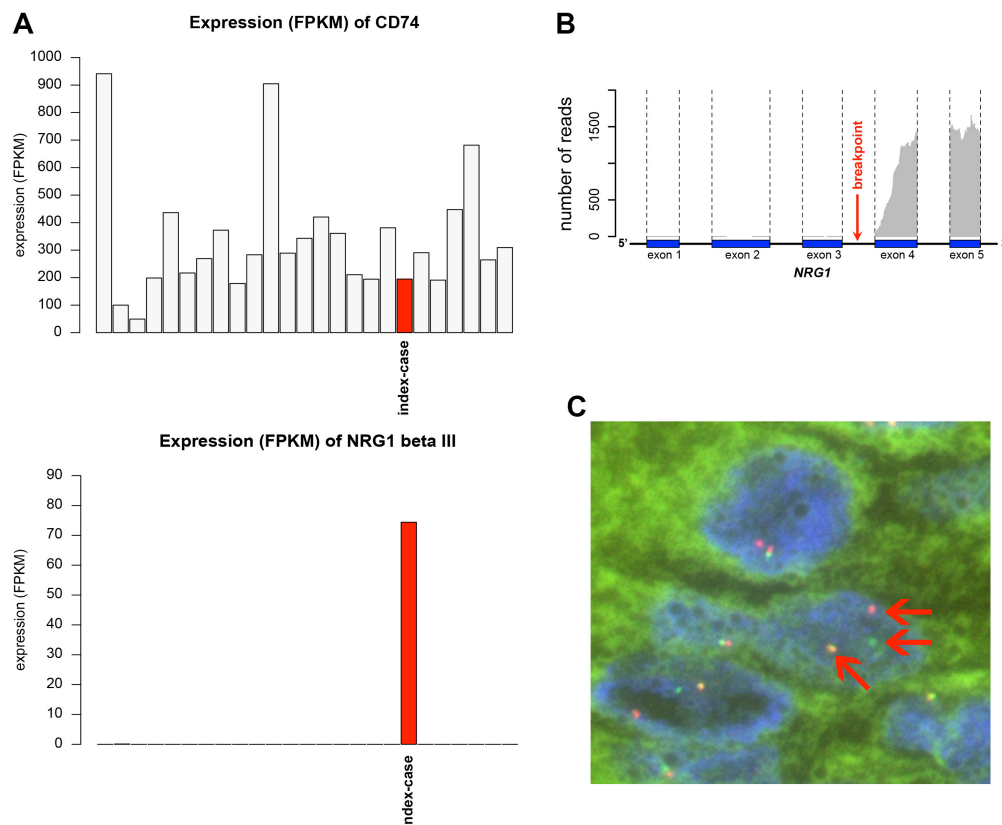 A
Expression (FPKM) of CD74
expression (FPKM)
1000
900
800
700
600
500
400
300
200
100
0
index-case
Expression (FPKM) of NRG1 beta III
expression (FPKM)
90
80
70
60
50
40
30
20
10
0
ndex-case
B
number of reads
1500
500
0
breakpoint
5'
exon 1
exon 2
exon 3
exon 4
exon 5
NRG1
C